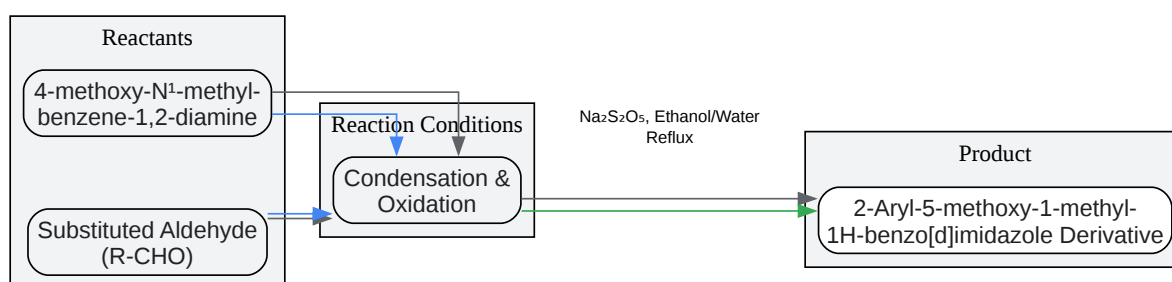 Reactants
4-methoxy-N¹-methyl-
benzene-1,2-diamine
Substituted Aldehyde
(R-CHO)
Reaction Conditions
Condensation &
Oxidation
Na₂S₂O₅, Ethanol/Water
Reflux
Product
2-Aryl-5-methoxy-1-methyl-
1H-benzo[d]imidazole Derivative